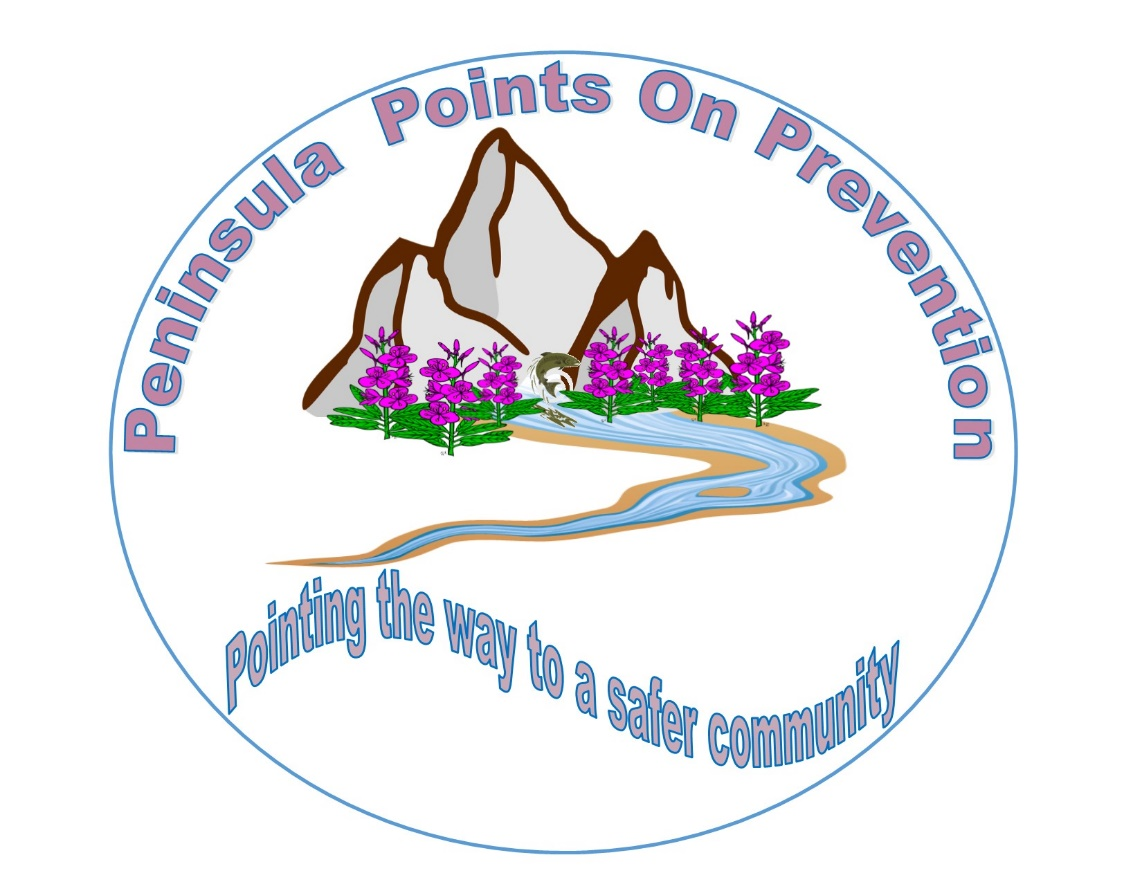 Peninsula Points On Prevention
Pointing the way to a safer community